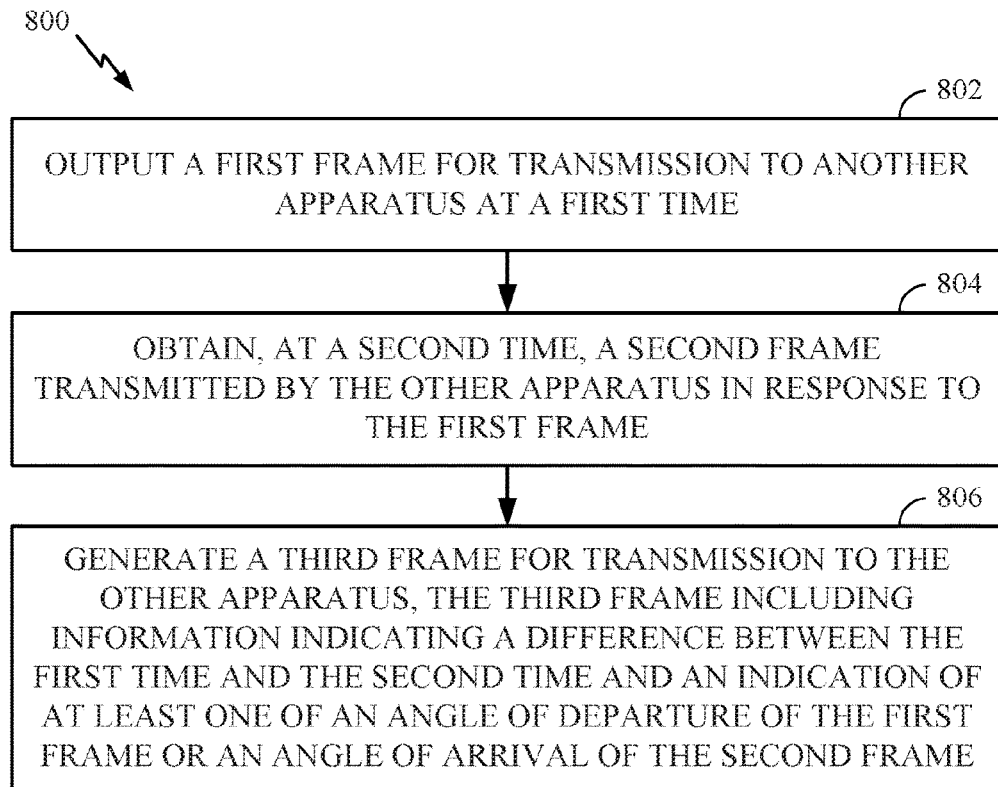 800
802
OUTPUT A FIRST FRAME FOR TRANSMISSION TO ANOTHER
APPARATUS AT A FIRST TIME
804
OBTAIN, AT A SECOND TIME, A SECOND FRAME
TRANSMITTED BY THE OTHER APPARATUS IN RESPONSE TO
THE FIRST FRAME
806
GENERATE A THIRD FRAME FOR TRANSMISSION TO THE
OTHER APPARATUS, THE THIRD FRAME INCLUDING
INFORMATION INDICATING A DIFFERENCE BETWEEN THE
FIRST TIME AND THE SECOND TIME AND AN INDICATION OF
AT LEAST ONE OF AN ANGLE OF DEPARTURE OF THE FIRST
FRAME OR AN ANGLE OF ARRIVAL OF THE SECOND FRAME